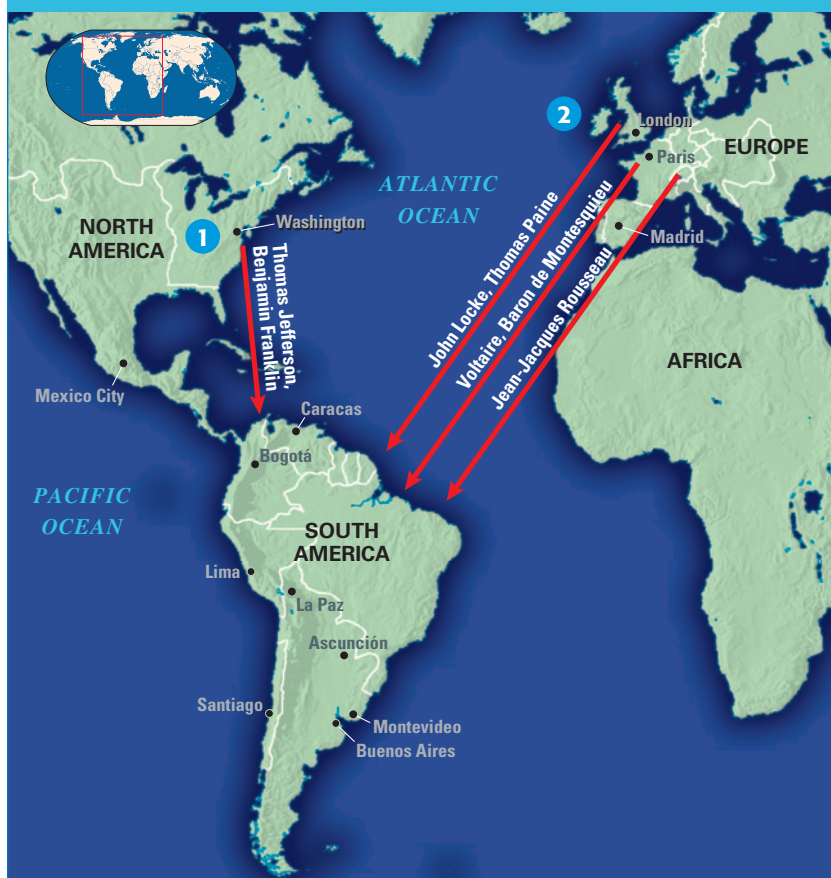 2
London
Paris
EUROPE
ATLANTIC
OCEAN
NORTH
AMERICA
1
Washington
Madrid
Thomas Jefferson,
Benjamin Franklin
John Locke, Thomas Paine
Voltaire, Baron de Montesquieu
Jean-Jacques Rousseau
AFRICA
Mexico City
Caracas
Bogotá
PACIFIC
OCEAN
SOUTH
AMERICA
Lima
La Paz
Ascunción
Santiago
Montevideo
Buenos Aires